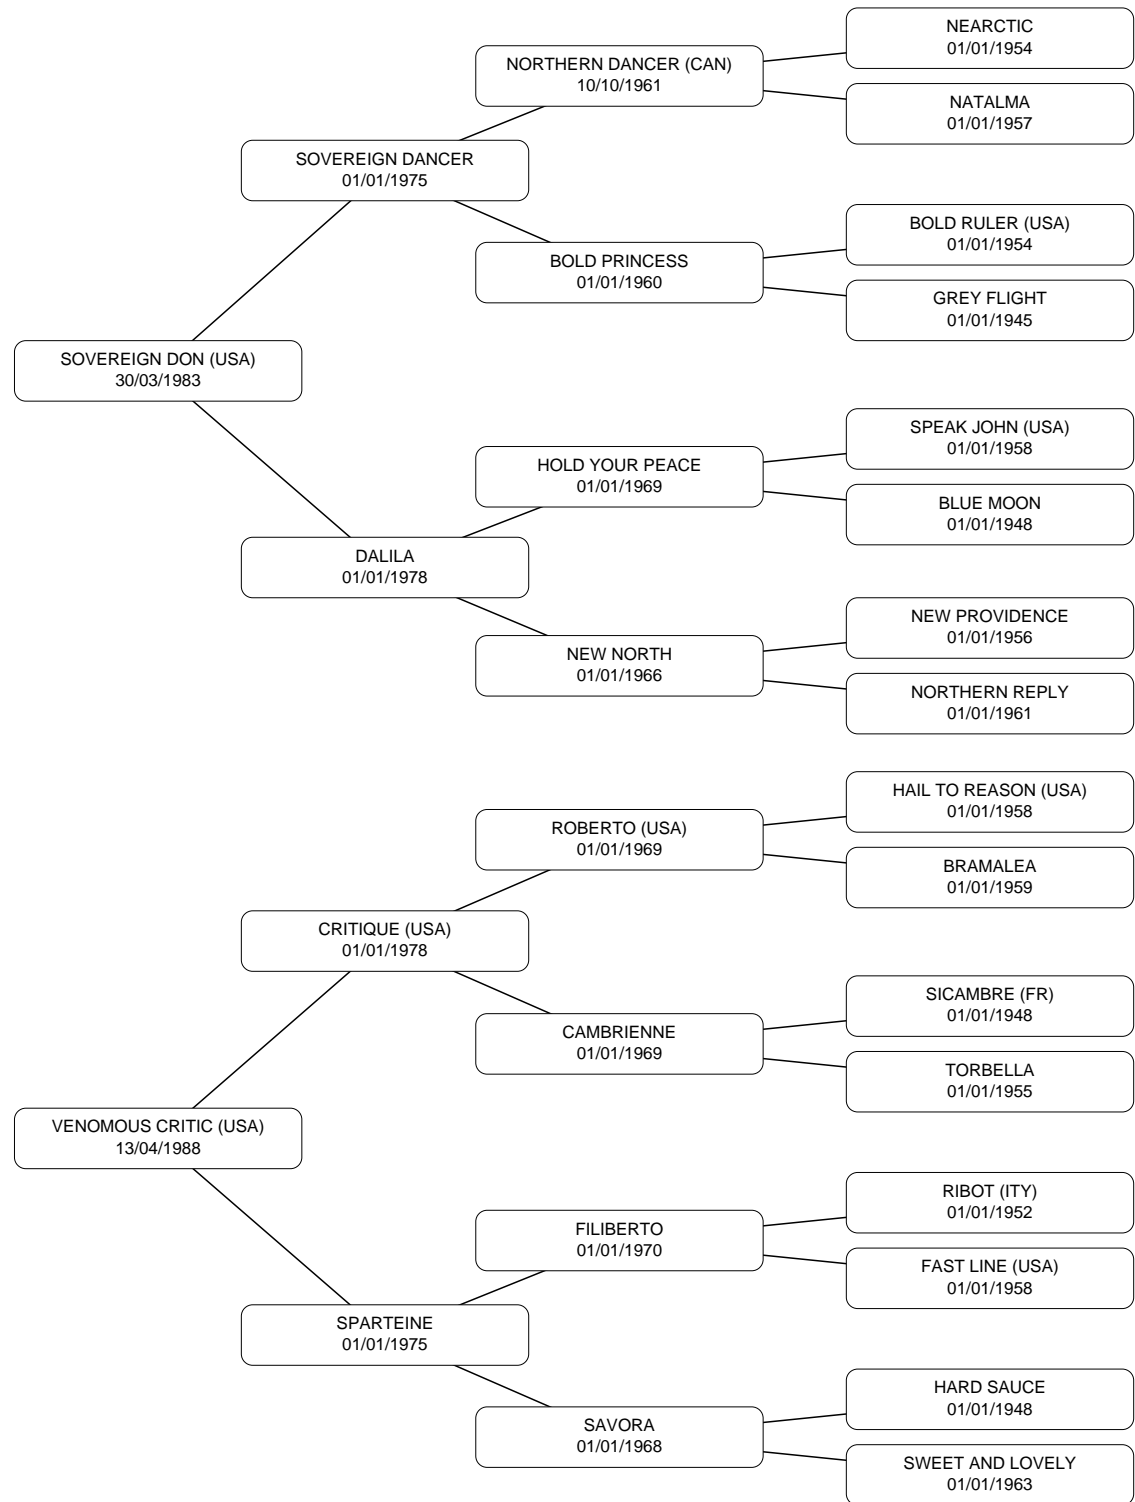 NEARCTIC
01/01/1954
NORTHERN DANCER (CAN)
10/10/1961
NATALMA
01/01/1957
SOVEREIGN DANCER
01/01/1975
BOLD RULER (USA)
01/01/1954
BOLD PRINCESS
01/01/1960
GREY FLIGHT
01/01/1945
SOVEREIGN DON (USA)
30/03/1983
SPEAK JOHN (USA)
01/01/1958
HOLD YOUR PEACE
01/01/1969
BLUE MOON
01/01/1948
DALILA
01/01/1978
NEW PROVIDENCE
01/01/1956
NEW NORTH
01/01/1966
NORTHERN REPLY
01/01/1961
HAIL TO REASON (USA)
01/01/1958
ROBERTO (USA)
01/01/1969
BRAMALEA
01/01/1959
CRITIQUE (USA)
01/01/1978
SICAMBRE (FR)
01/01/1948
CAMBRIENNE
01/01/1969
TORBELLA
01/01/1955
VENOMOUS CRITIC (USA)
13/04/1988
RIBOT (ITY)
01/01/1952
FILIBERTO
01/01/1970
FAST LINE (USA)
01/01/1958
SPARTEINE
01/01/1975
HARD SAUCE
01/01/1948
SAVORA
01/01/1968
SWEET AND LOVELY
01/01/1963